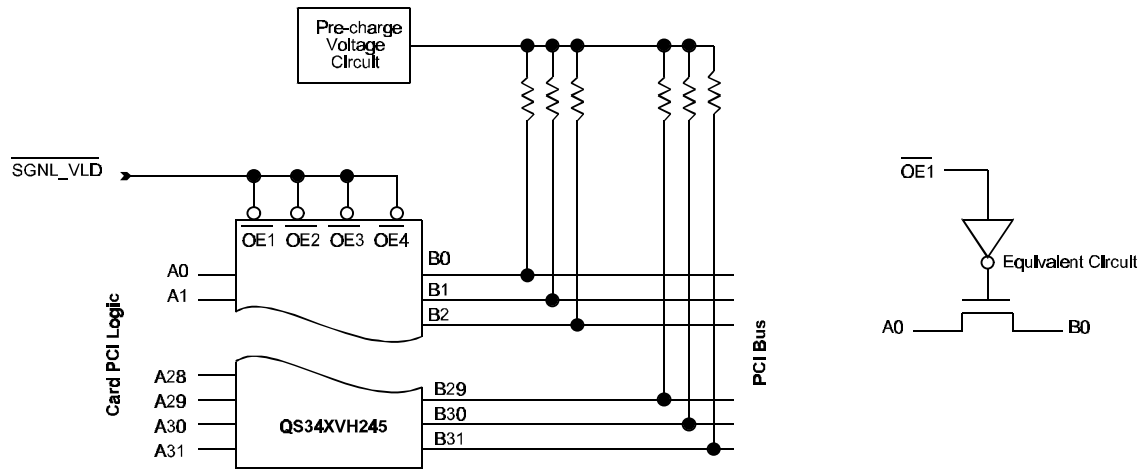 Pre-charge
Voltage
Circuit
SGNL_VLD
OE1 OE2 OE3 OE4
A0
A1
B0
B1
B2
Card PCI Logic
PCI Bus
A28
A29
A30
A31
QS34XVH245
B29
B30
B31
OE1
Equivalent Circuit
A0
B0